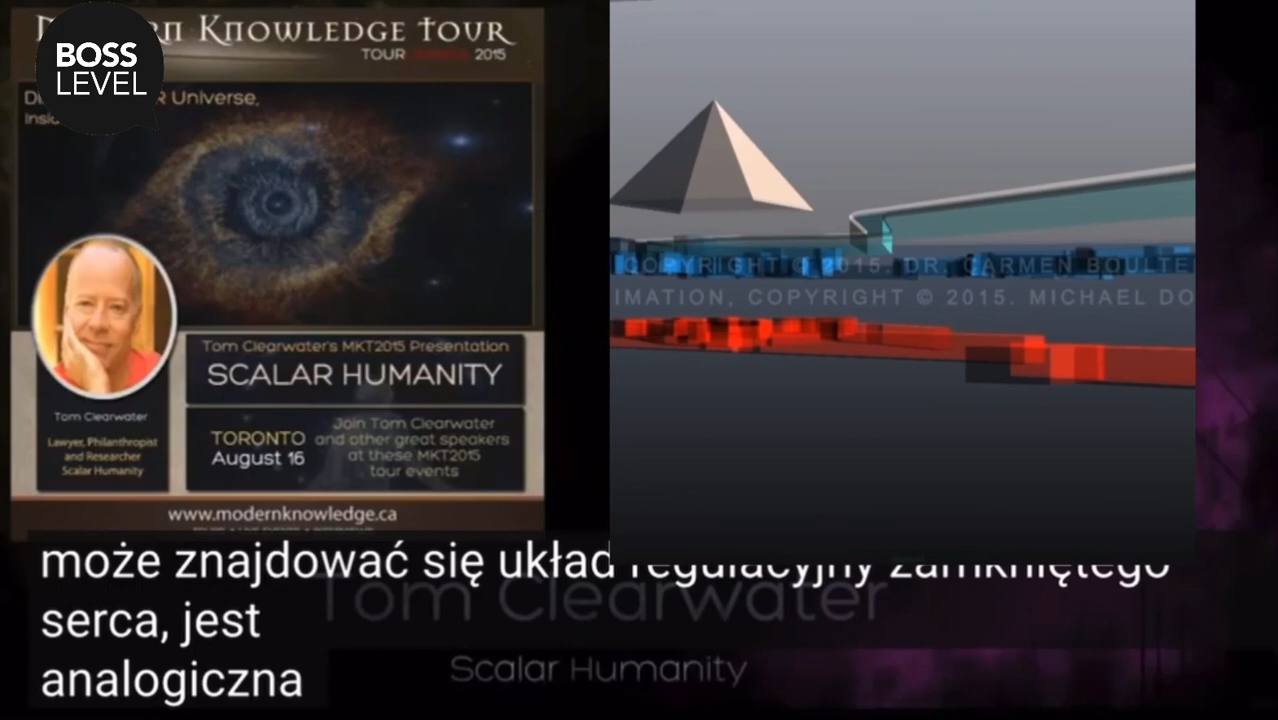 BOSS
LEVEL
KNOWLEDGE TOUR
TOUR 2015
R Universe,
Tom Clearwater's MKT2015 Presentation
SCALAR HUMANITY
Tom Clearwater
Lawyer, Philanthropist
and Researcher
Scalar Humanity
TORONTO
August 16
Join Tom Clearwater
and other great speakers
at these MKT2015
tour events
www.modernknowledge.ca
COPYRIGHT © 2015. DR. CARMEN BOULTE
IMATION, COPYRIGHT © 2015. MICHAEL DO
może znajdować się układ regulacyjny zamkniętego
serca, jest
analogiczna
Tom Clearwater
Scalar Humanity